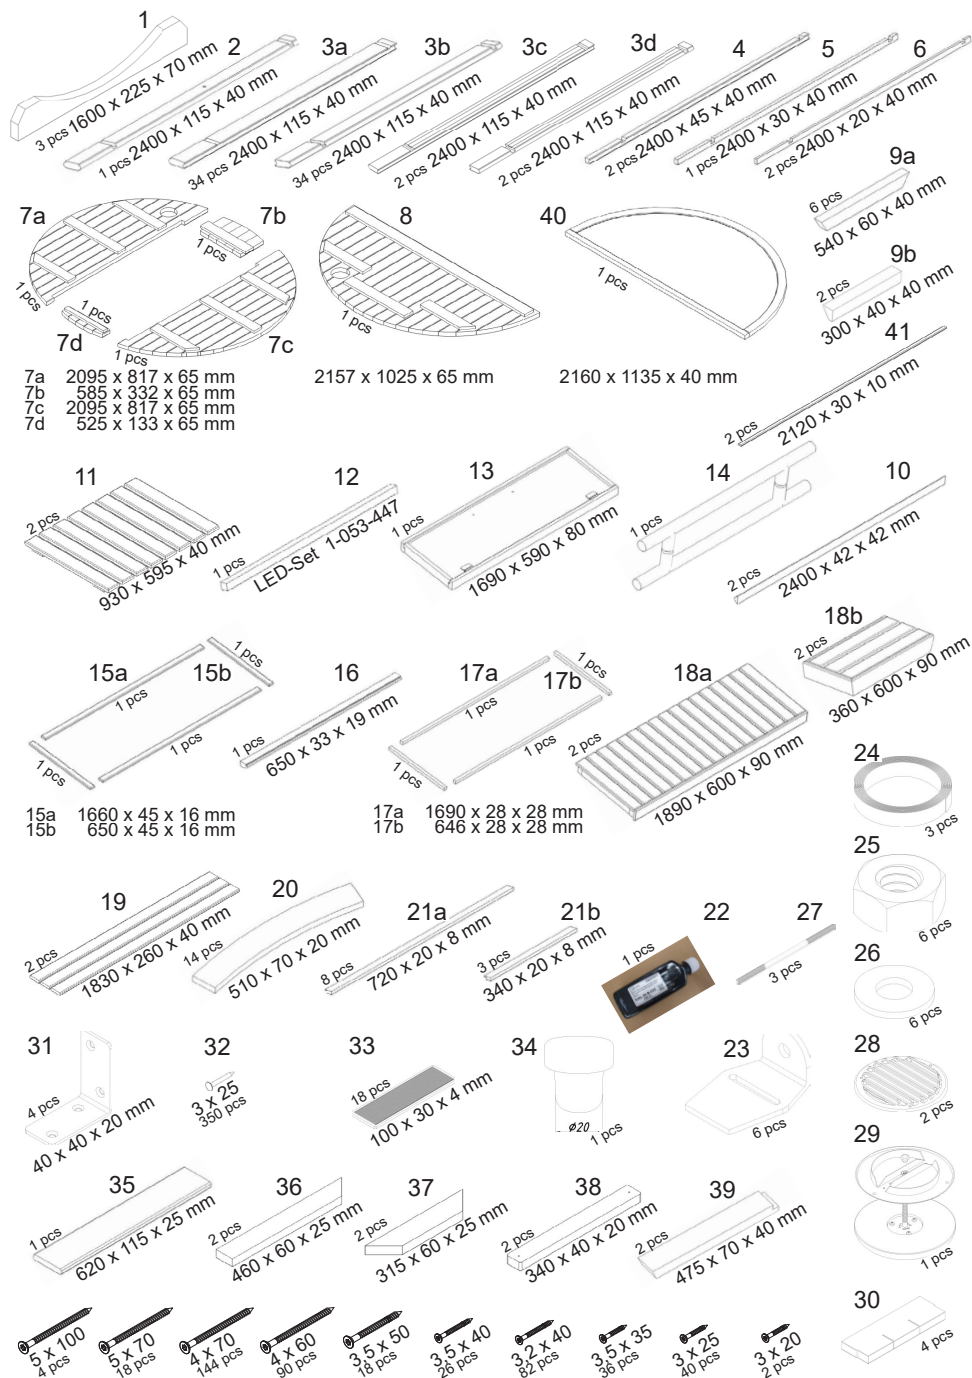 1
3 pcs 1600 x 225 x 70 mm
2
1 pcs 2400 x 115 x 40 mm
3a
34 pcs 2400 x 115 x 40 mm
3b
34 pcs 2400 x 115 x 40 mm
3c
2 pcs 2400 x 115 x 40 mm
3d
2 pcs 2400 x 115 x 40 mm
4
2 pcs 2400 x 45 x 40 mm
5
1 pcs 2400 x 30 x 40 mm
6
2 pcs 2400 x 20 x 40 mm
7a
1 pcs
7b
1 pcs
7c
1 pcs
7d
1 pcs
7a 2095 x 817 x 65 mm
7b 585 x 332 x 65 mm
7c 2095 x 817 x 65 mm
7d 525 x 133 x 65 mm
8
1 pcs
2157 x 1025 x 65 mm
40
1 pcs
2160 x 1135 x 40 mm
9a
6 pcs
540 x 60 x 40 mm
9b
2 pcs
300 x 40 x 40 mm
41
2 pcs
2120 x 30 x 10 mm
11
2 pcs
930 x 595 x 40 mm
12
1 pcs
LED-Set 1-053-447
13
1 pcs
1690 x 590 x 80 mm
14
1 pcs
10
2 pcs
2400 x 42 x 42 mm
15a
1 pcs
15b
1 pcs
1 pcs
1 pcs
15a 1660 x 45 x 16 mm
15b 650 x 45 x 16 mm
16
1 pcs
650 x 33 x 19 mm
17a
1 pcs
17b
1 pcs
1 pcs
1 pcs
17a 1690 x 28 x 28 mm
17b 646 x 28 x 28 mm
18a
2 pcs
1890 x 600 x 90 mm
18b
2 pcs
360 x 600 x 90 mm
24
3 pcs
25
6 pcs
19
2 pcs
1830 x 260 x 40 mm
20
14 pcs
510 x 70 x 20 mm
21a
8 pcs
720 x 20 x 8 mm
21b
3 pcs
340 x 20 x 8 mm
22
1 pcs
27
3 pcs
26
6 pcs
31
4 pcs
40 x 40 x 20 mm
32
3 x 25
350 pcs
33
18 pcs
100 x 30 x 4 mm
34
Ø20
1 pcs
23
6 pcs
28
2 pcs
29
1 pcs
35
1 pcs
620 x 115 x 25 mm
36
2 pcs
460 x 60 x 25 mm
37
2 pcs
315 x 60 x 25 mm
38
2 pcs
340 x 40 x 20 mm
39
2 pcs
475 x 70 x 40 mm
30
4 pcs
5 x 100
4 pcs
5 x 70
18 pcs
4 x 70
144 pcs
4 x 60
90 pcs
3,5 x 50
18 pcs
3,5 x 40
26 pcs
3,2 x 40
82 pcs
3,5 x 35
36 pcs
3 x 25
40 pcs
3 x 20
2 pcs